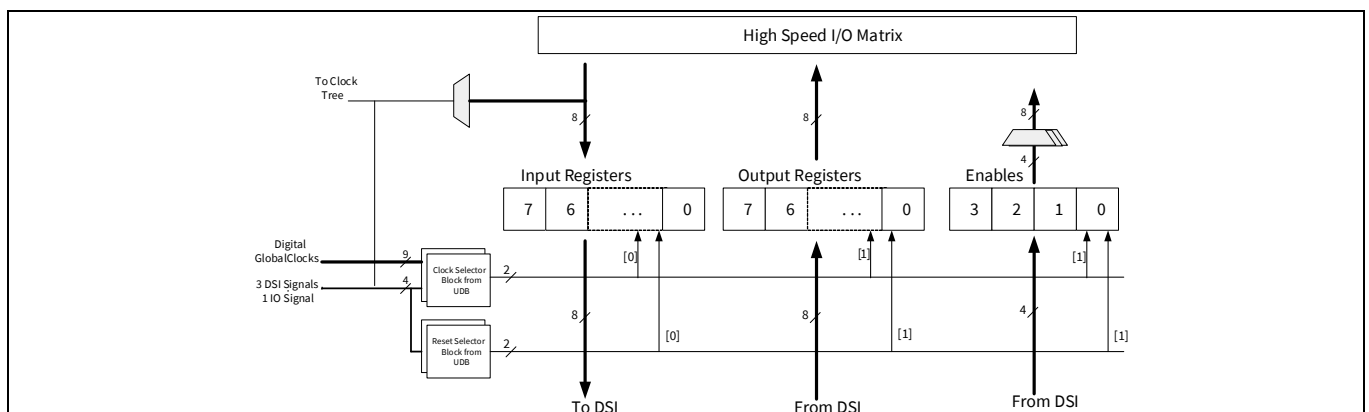 High Speed I/O Matrix
To Clock
Tree
8
8
8
4
Input Registers
Output Registers
Enables
7 6 ... 0
7 6 ... 0
3 2 1 0
Digital
GlobalClocks
9
3 DSI Signals
1 IO Signal
4
Clock Selector
Block from
UDB
2
[0]
[1]
[1]
Reset Selector
Block from
UDB
2
8
8
4
[0]
[1]
[1]
To DSI
From DSI
From DSI